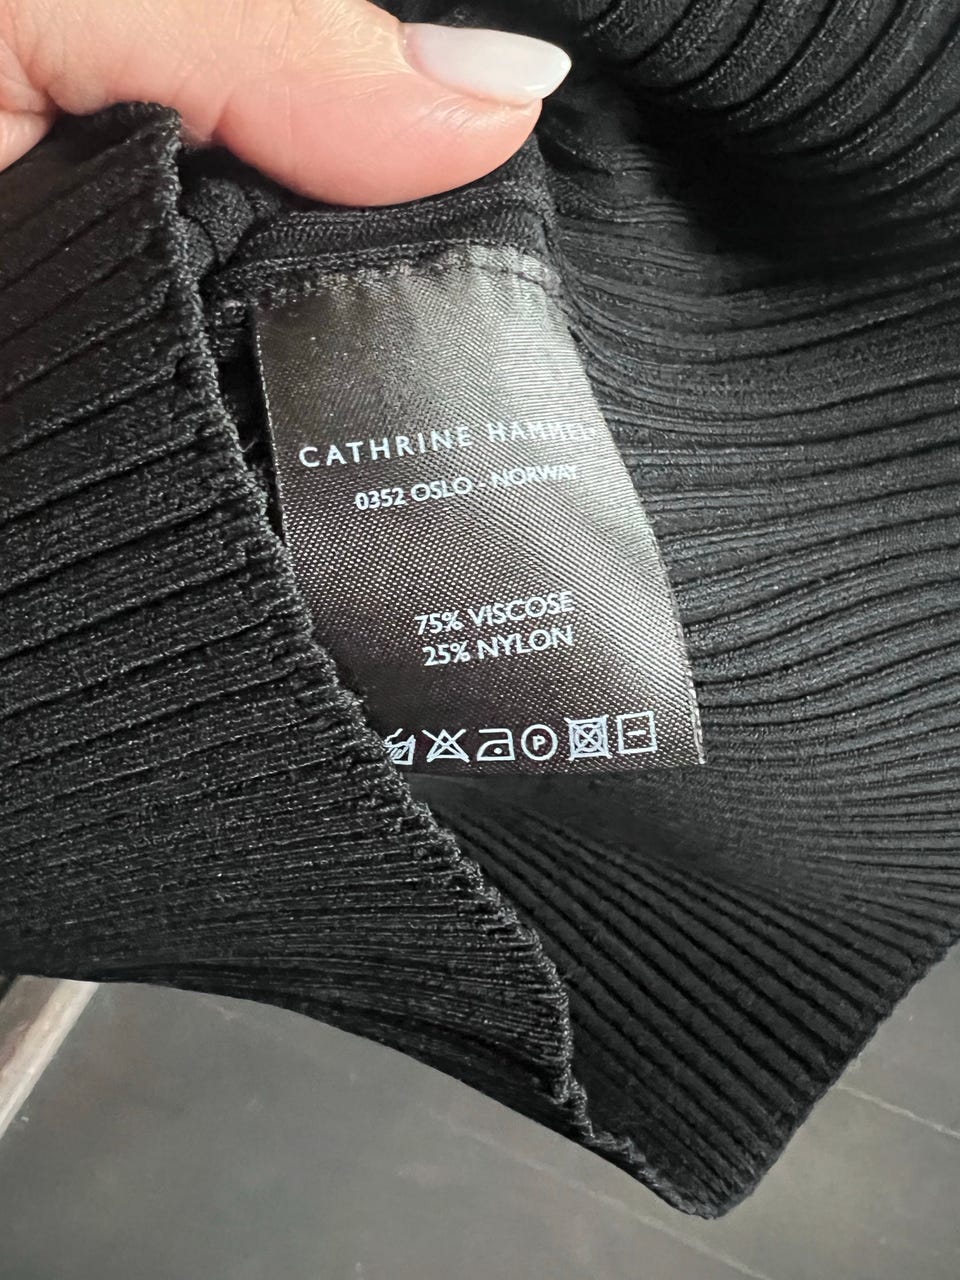 CATHRINE HAMMEL
0352 OSLO - NORWAY
75% VISCOSE
25% NYLON
P